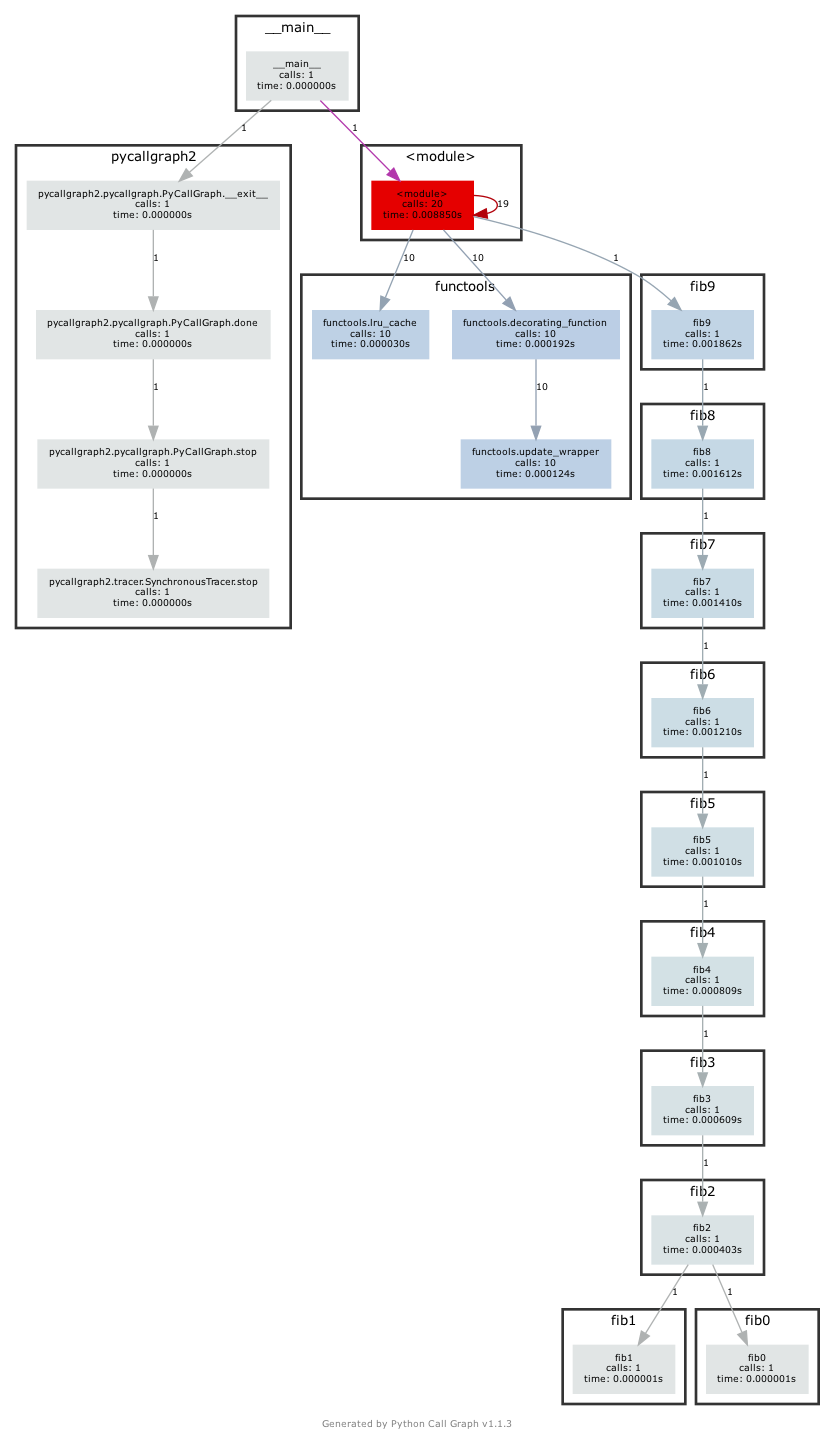 __main__
__main__
calls: 1
time: 0.000000s
1
1
pycallgraph2
pycallgraph2.pycallgraph.PyCallGraph.__exit__
calls: 1
time: 0.000000s
1
pycallgraph2.pycallgraph.PyCallGraph.done
calls: 1
time: 0.000000s
1
pycallgraph2.pycallgraph.PyCallGraph.stop
calls: 1
time: 0.000000s
1
pycallgraph2.tracer.SynchronousTracer.stop
calls: 1
time: 0.000000s
<module>
<module>
calls: 20
time: 0.008850s
19
10
10
1
functools
functools.lru_cache
calls: 10
time: 0.000030s
functools.decorating_function
calls: 10
time: 0.000192s
10
functools.update_wrapper
calls: 10
time: 0.000124s
fib9
fib9
calls: 1
time: 0.001862s
1
fib8
fib8
calls: 1
time: 0.001612s
1
fib7
fib7
calls: 1
time: 0.001410s
1
fib6
fib6
calls: 1
time: 0.001210s
1
fib5
fib5
calls: 1
time: 0.001010s
1
fib4
fib4
calls: 1
time: 0.000809s
1
fib3
fib3
calls: 1
time: 0.000609s
1
fib2
fib2
calls: 1
time: 0.000403s
1
1
fib1
fib1
calls: 1
time: 0.000001s
fib0
fib0
calls: 1
time: 0.000001s
Generated by Python Call Graph v1.1.3